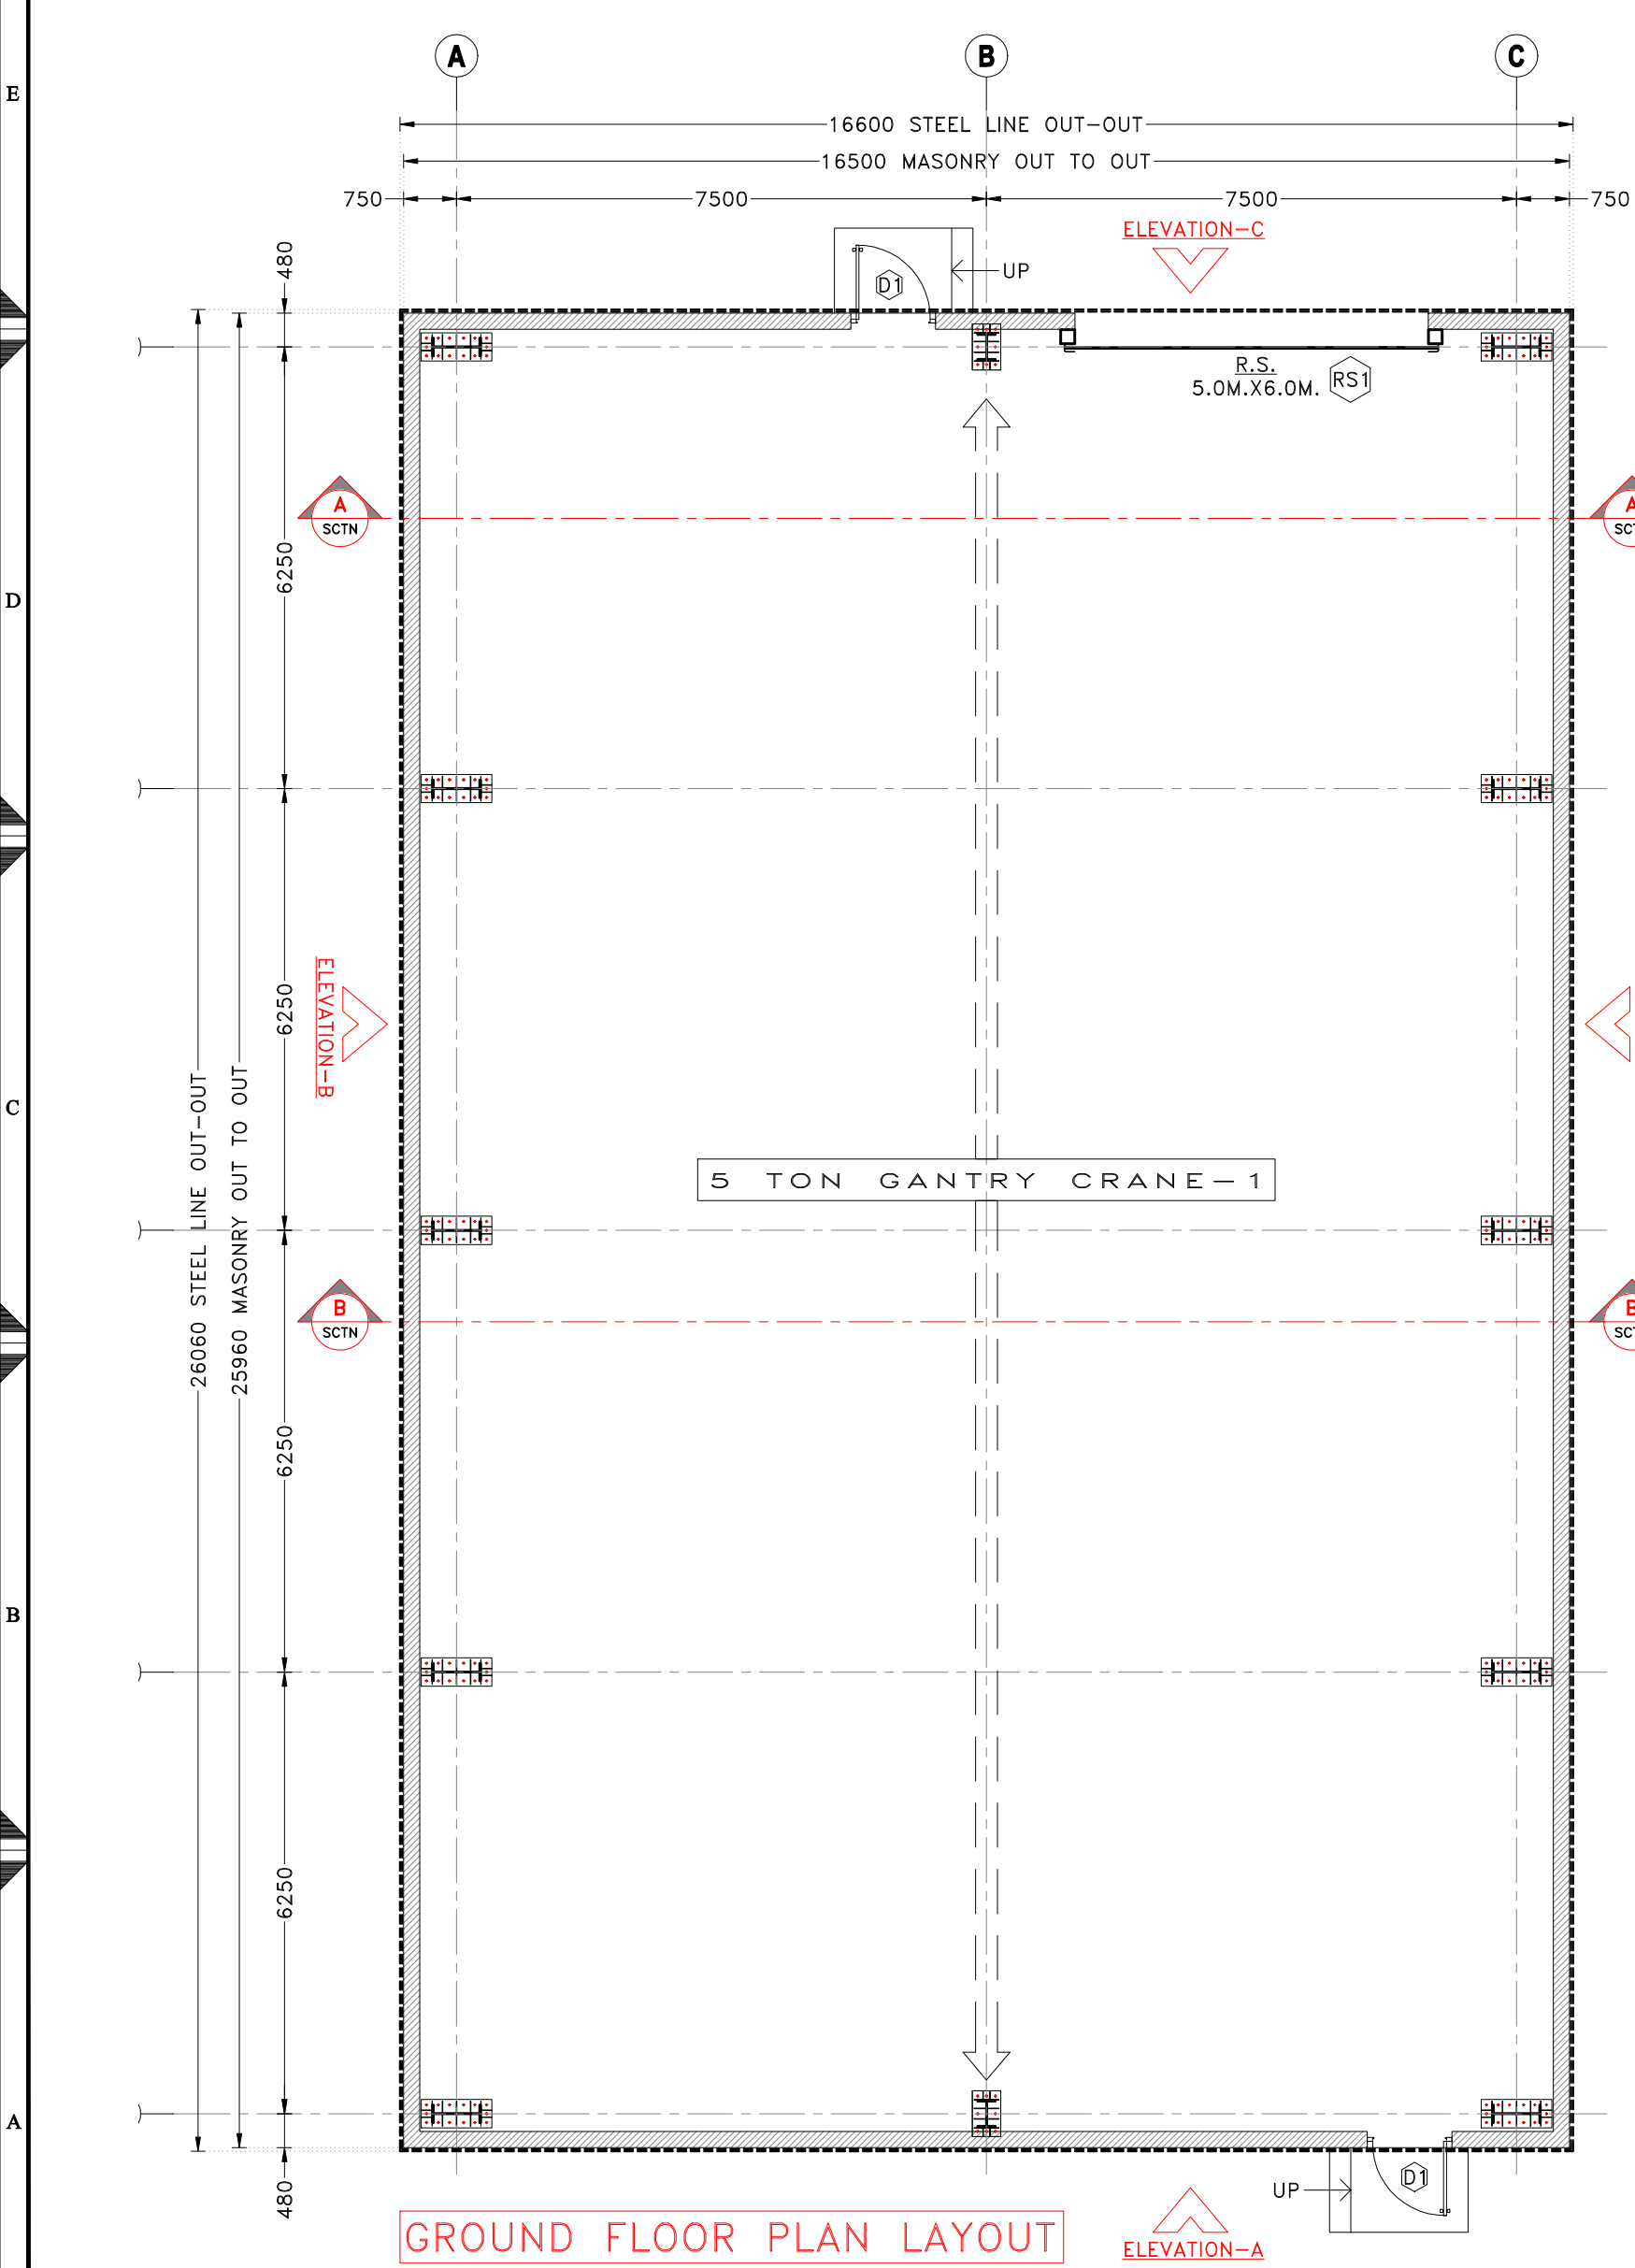 A B C
E
16600 STEEL LINE OUT-OUT
16500 MASONRY OUT TO OUT
750 7500 7500 750
ELEVATION-C
480
UP
D1
R.S.
5.0M.X6.0M.
RS1
A
SCTN
A
6250
D
6250
ELEVATION-B
C
26060 STEEL LINE OUT-OUT
25960 MASONRY OUT TO OUT
5 TON GANTRY CRANE-1
B
SCTN
6250
B
6250
A
480
UP
D1
GROUND FLOOR PLAN LAYOUT
ELEVATION-A